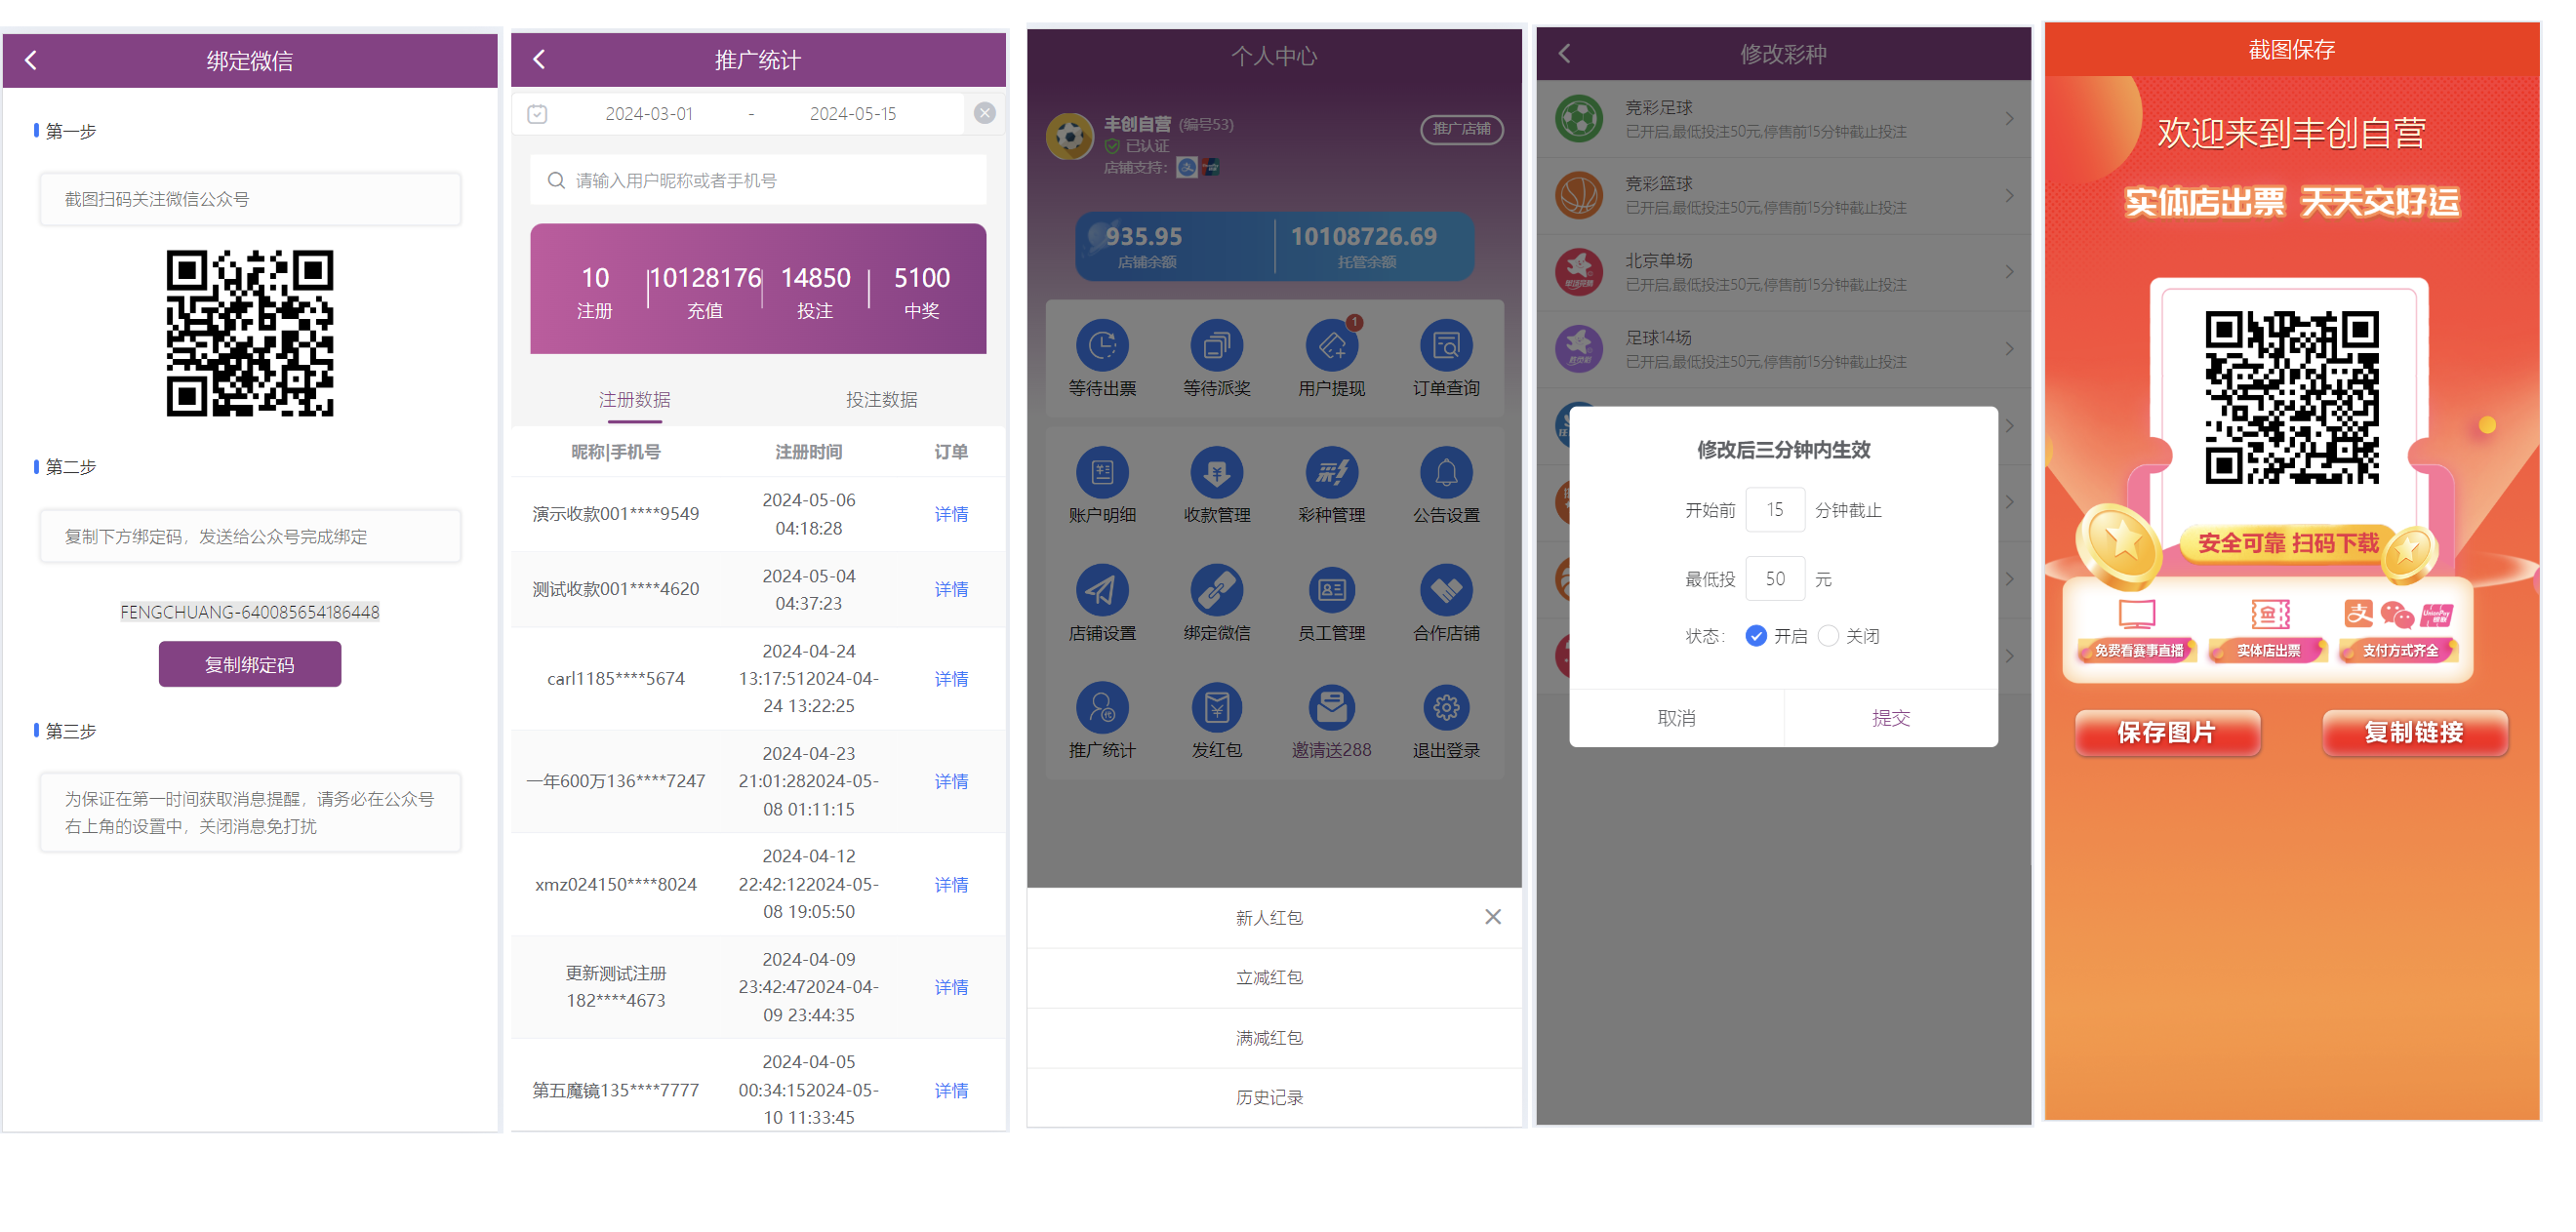 绑定微信
第一步
截图扫码关注微信公众号
第二步
复制下方绑定码，发送给公众号完成绑定
FENGCHUANG-640085654186448
复制绑定码
第三步
为保证在第一时间获取消息提醒，请务必在公众号
右上角的设置中，关闭消息免打扰
推广统计
2024-03-01 - 2024-05-15
请输入用户昵称或者手机号
10 10128176 14850 5100
注册 充值 投注 中奖
注册数据 投注数据
昵称|手机号 注册时间 订单
演示收款001****9549 2024-05-06 04:18:28 详情
测试收款001****4620 2024-05-04 04:37:23 详情
carl1185****5674 2024-04-24 13:17:512024-04-24 13:22:25 详情
一年600万136****7247 2024-04-23 21:01:282024-05-08 01:11:15 详情
xmz024150****8024 2024-04-12 22:42:122024-05-08 19:05:50 详情
更新测试注册182****4673 2024-04-09 23:42:472024-04-09 23:44:35 详情
第五魔镜135****7777 2024-04-05 00:34:152024-05-10 11:33:45 详情
个人中心
丰创自营 (编号53)
推广店铺
已认证
店铺支持：
935.95 10108726.69
店铺余额 托管余额
1
等待出票 等待派奖 用户提现 订单查询
账户明细 收款管理 彩种管理 公告设置
店铺设置 绑定微信 员工管理 合作店铺
推广统计 发红包 邀请送288 退出登录
新人红包
立减红包
满减红包
历史记录
修改彩种
竞彩足球
已开启,最低投注50元,停售前15分钟截止投注
竞彩篮球
已开启,最低投注50元,停售前15分钟截止投注
北京单场
已开启,最低投注50元,停售前15分钟截止投注
足球14场
已开启,最低投注50元,停售前15分钟截止投注
修改后三分钟内生效
开始前 15 分钟截止
最低投 50 元
状态： 开启 关闭
取消 提交
截图保存
欢迎来到丰创自营
实体店出票 天天交好运
安全可靠 扫码下载
免费看赛事直播 实体店出票 支付方式齐全
保存图片 复制链接